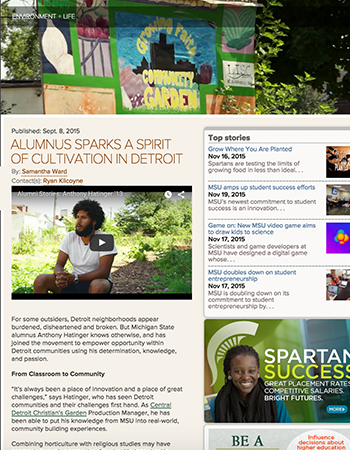 ENVIRONMENT + LIFE
Growing Faith
COMMUNITY
GARDEN
Published: Sept. 8, 2015
ALUMNUS SPARKS A SPIRIT
OF CULTIVATION IN DETROIT
By: Samantha Ward
Contact(s): Ryan Kilcoyne
Alumni Stories: Anthony Hatinger '13
For some outsiders, Detroit neighborhoods appear
burdened, disheartened and broken. But Michigan State
alumnus Anthony Hatinger knows otherwise, and has
joined the movement to empower opportunity within
Detroit communities using his determination, knowledge,
and passion.
From Classroom to Community
"It's always been a place of innovation and a place of great
challenges," says Hatinger, who has seen Detroit
communities and their challenges first hand. As Central
Detroit Christian's Garden Production Manager, he has
been able to put his knowledge from MSU into real-world,
community building experiences.
Combining horticulture with religious studies may have
Top stories
Grow Where You Are Planted
Nov 16, 2015
Spartans are testing the limits of
growing food in less than ideal. . .
MSU amps up student success efforts
Nov 19, 2015
MSU's newest commitment to student
success is an innovation. . .
Game on: New MSU video game aims
to draw kids to science
Nov 17, 2015
Scientists and game developers at
MSU have designed a digital game
whose. . .
MSU doubles down on student
entrepreneurship
Nov 17, 2015
MSU is doubling down on its
commitment to student
entrepreneurship by. . .
SPARTAN
SUCCESS
GREAT PLACEMENT RATES
COMPETITIVE SALARIES.
BRIGHT FUTURES.
MORE
BE A
Influence decisions
about higher education